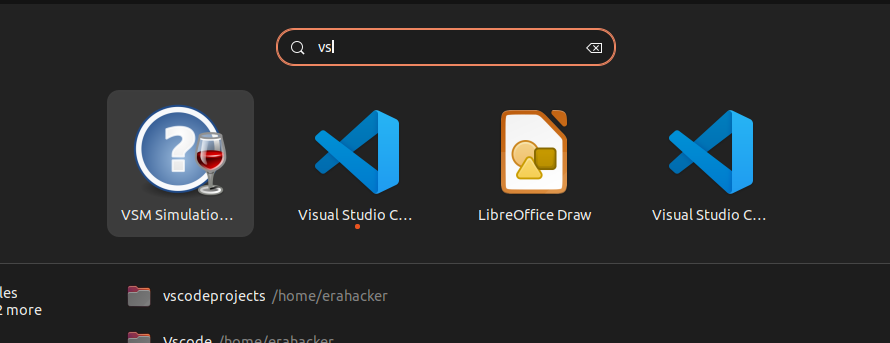 vs
VSM Simulatio...
Visual Studio C...
LibreOffice Draw
Visual Studio C...
les
2 more
vscodeprojects /home/erahacker
Vscode /home/erahacker